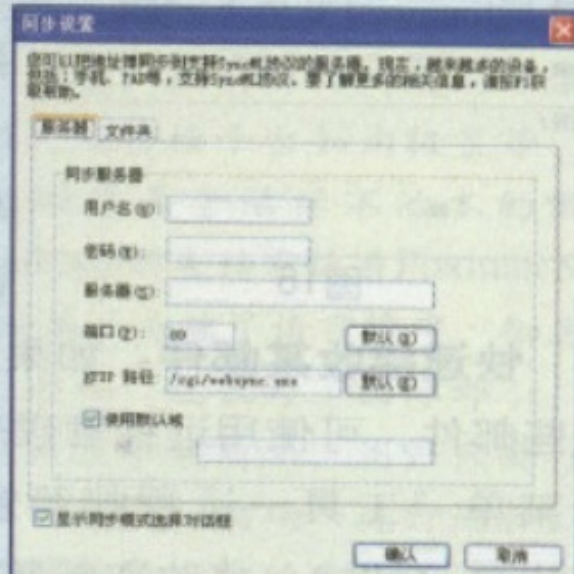 同步设置
您可以把地址簿同步到支持SyncML协议的服务器。现在，越来越多的设备，
包括：手机、PAD等，支持SyncML协议。要了解更多的相关信息，请按F1获
取帮助。
服务器 文件夹
同步服务器
用户名(N):
密码(W):
服务器(S):
端口(P): 80 默认(Q)
HTTP 路径 /cgi/websync.exe 默认(E)
使用默认域
域
显示同步模式选择对话框
确认 取消